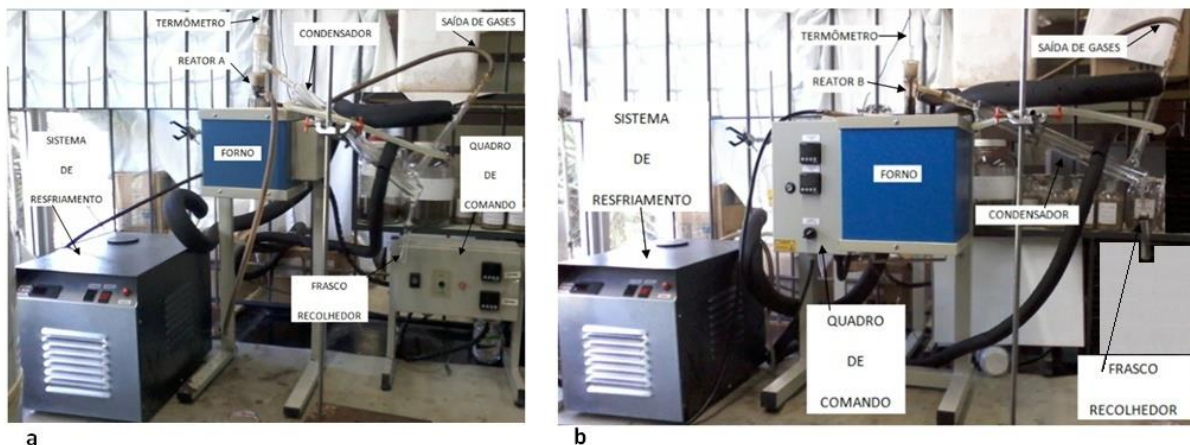 TERMÔMETRO
CONDENSADOR
SAÍDA DE GASES
REATOR A
SISTEMA
DE
RESFRIAMENTO
FORNO
QUADRO
DE
COMANDO
FRASCO
RECOLHEDOR
a
TERMÔMETRO
SAÍDA DE GASES
REATOR B
SISTEMA
DE
RESFRIAMENTO
FORNO
CONDENSADOR
QUADRO
DE
COMANDO
FRASCO
RECOLHEDOR
b